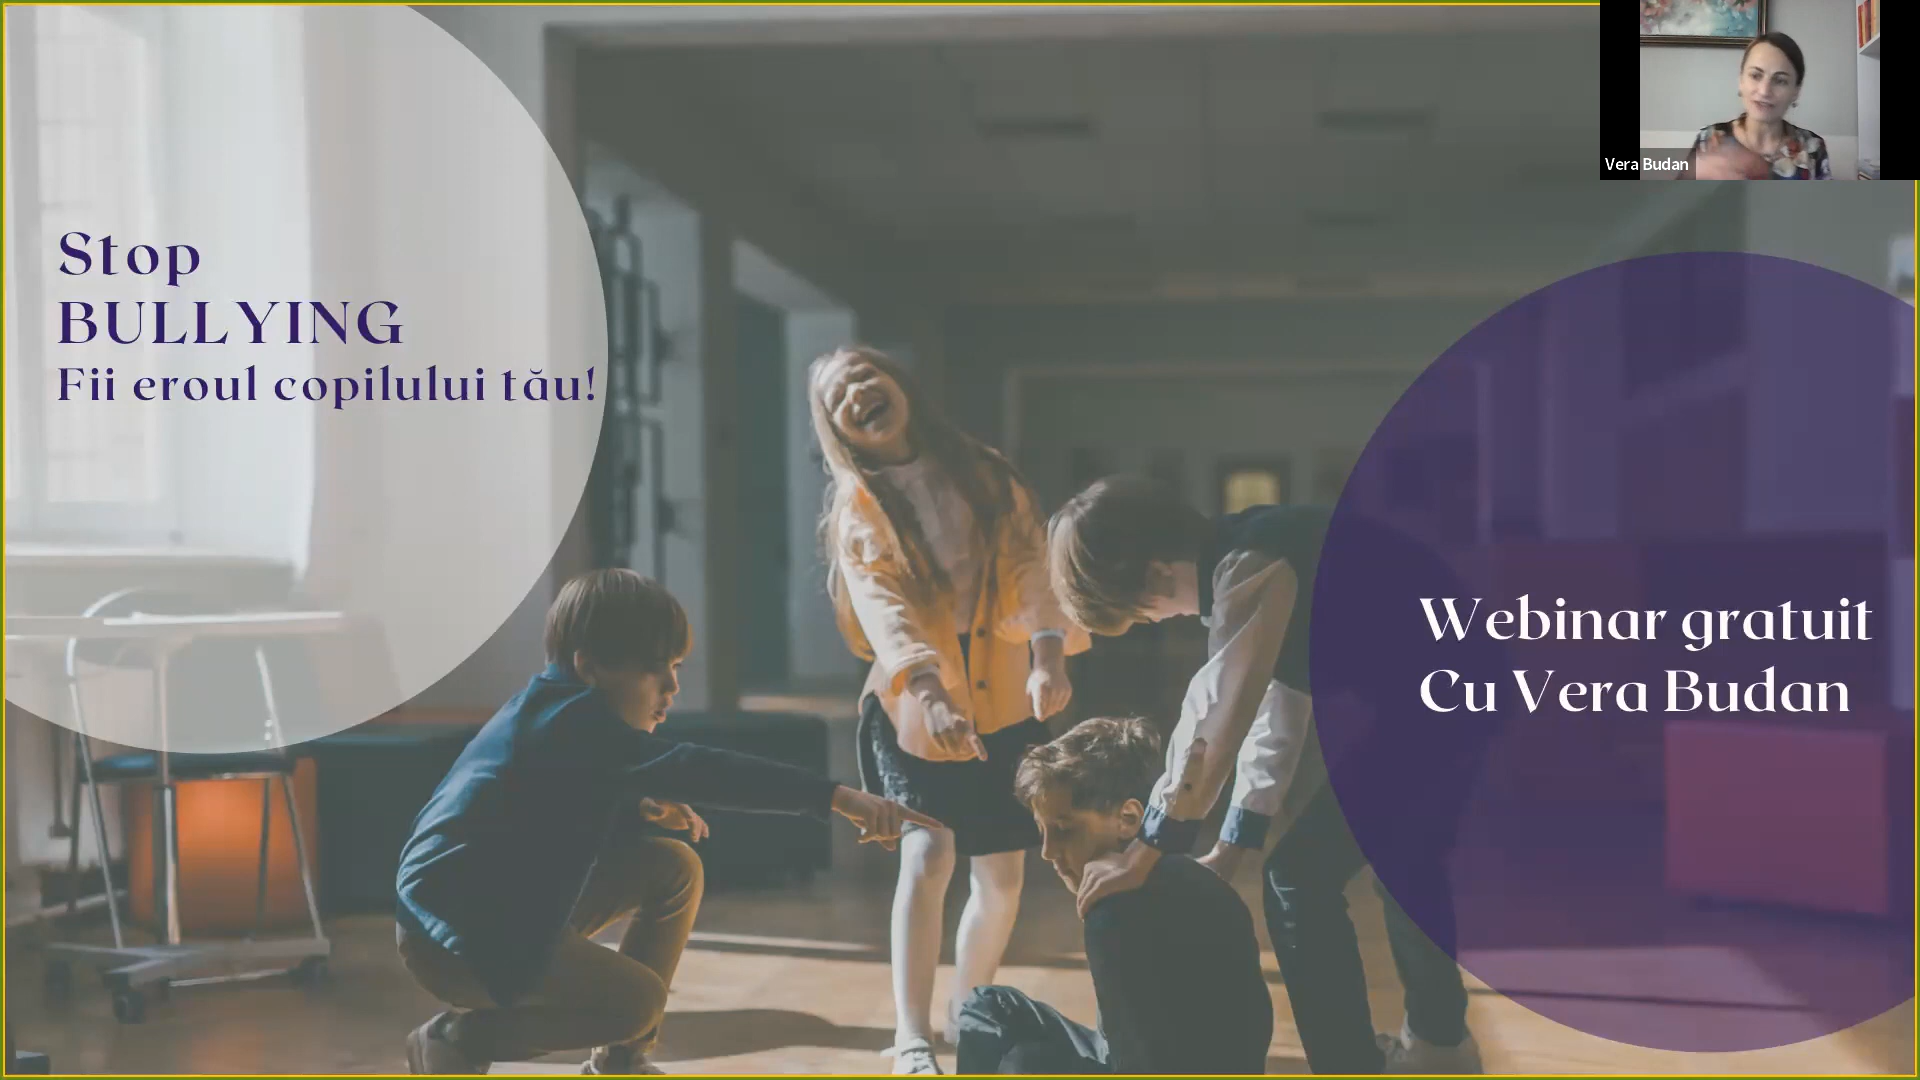 Stop
BULLYING
Fii eroul copilului tău!
Vera Budan
Webinar gratuit
Cu Vera Budan